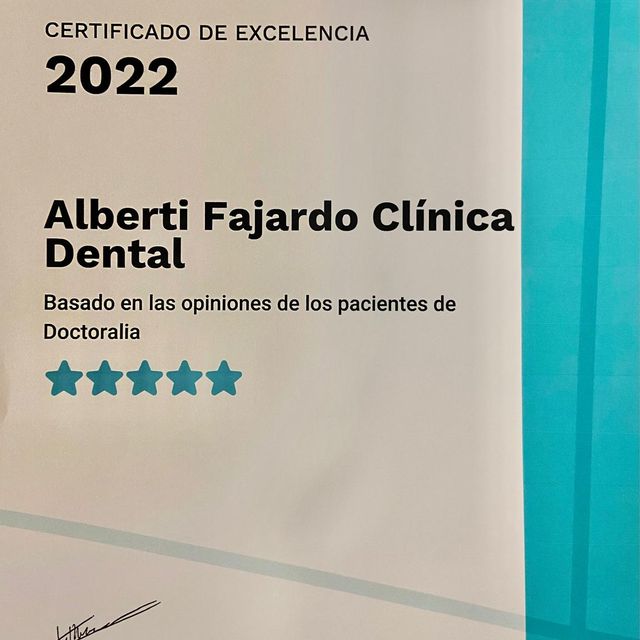 CERTIFICADO DE EXCELENCIA
2022
Alberti Fajardo Clínica
Dental
Basado en las opiniones de los pacientes de
Doctoralia